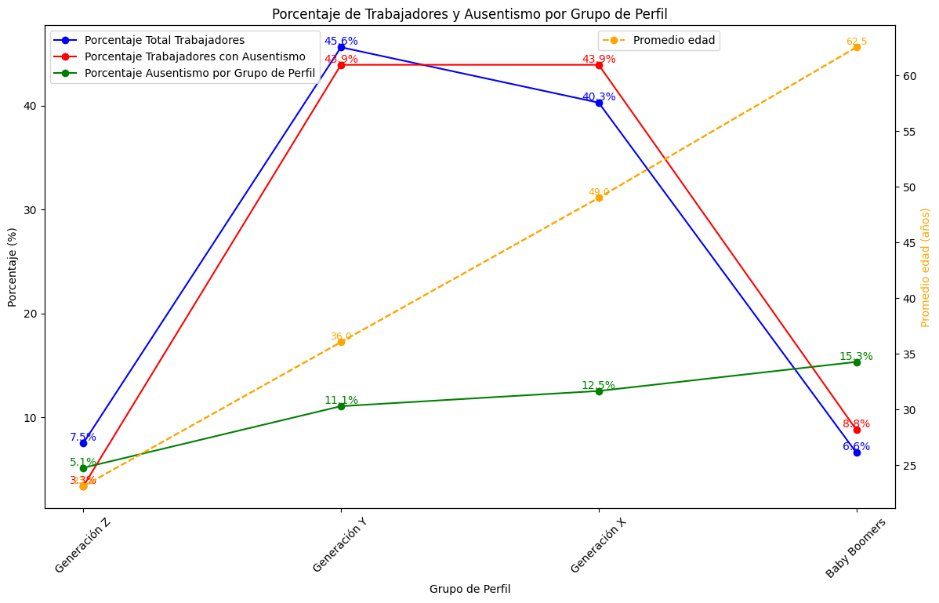 Porcentaje de Trabajadores y Ausentismo por Grupo de Perfil
Porcentaje Total Trabajadores
Porcentaje Trabajadores con Ausentismo
Porcentaje Ausentismo por Grupo de Perfil
Promedio edad
45.6%
43.9%
43.9%
40.3%
62.5
49.0
36.0
15.3%
12.5%
11.1%
8.8%
6.6%
7.5%
5.1%
3.3%
Porcentaje (%)
40
30
20
10
Promedio edad (años)
60
55
50
45
40
35
30
25
Generación Z
Generación Y
Generación X
Baby Boomers
Grupo de Perfil